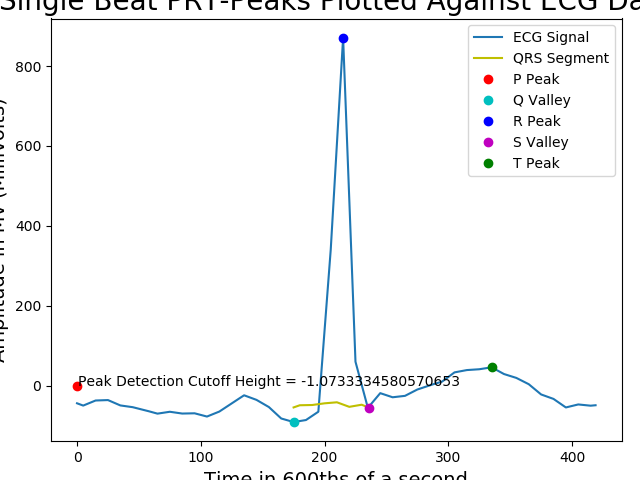 Single Beat PRT-Peaks Plotted Against ECG Da
ECG Signal
QRS Segment
P Peak
Q Valley
R Peak
S Valley
T Peak
800
600
400
200
0
Peak Detection Cutoff Height = -1.0733334580570653
Amplitude in MV (Millivolts)
0 100 200 300 400
Time in 600ths of a second